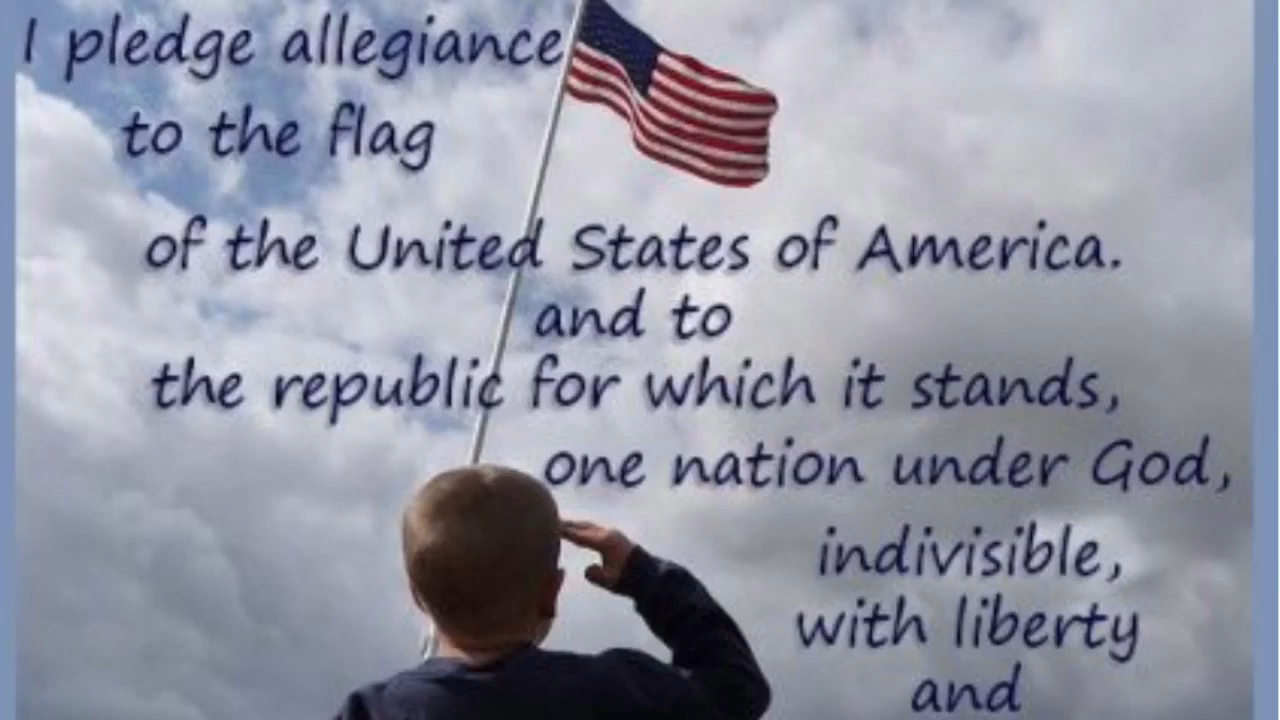 I pledge allegiance
to the flag
of the United States of America.
and to
the republic for which it stands,
one nation under God,
indivisible,
with liberty
and